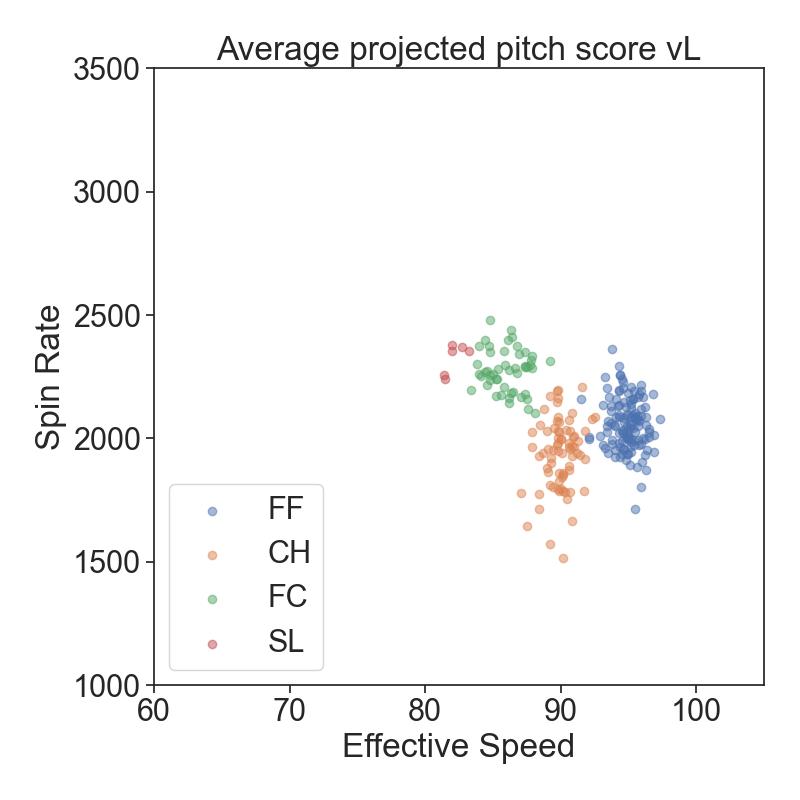 Average projected pitch score vL
3500
3000
2500
2000
1500
1000
Spin Rate
FF
CH
FC
SL
60 70 80 90 100
Effective Speed